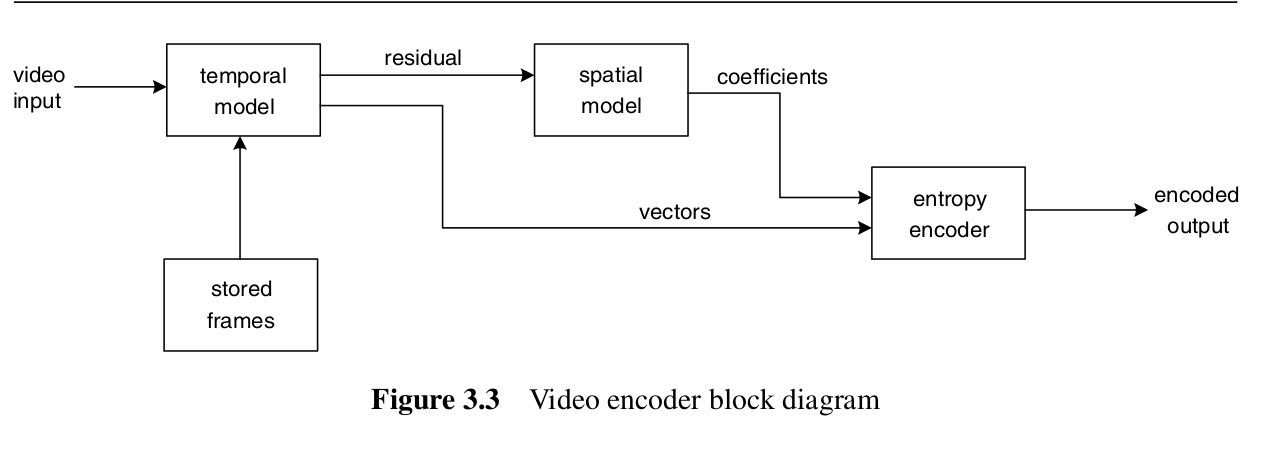 video
input
temporal
model
residual
spatial
model
coefficients
vectors
entropy
encoder
encoded
output
stored
frames
Figure 3.3 Video encoder block diagram